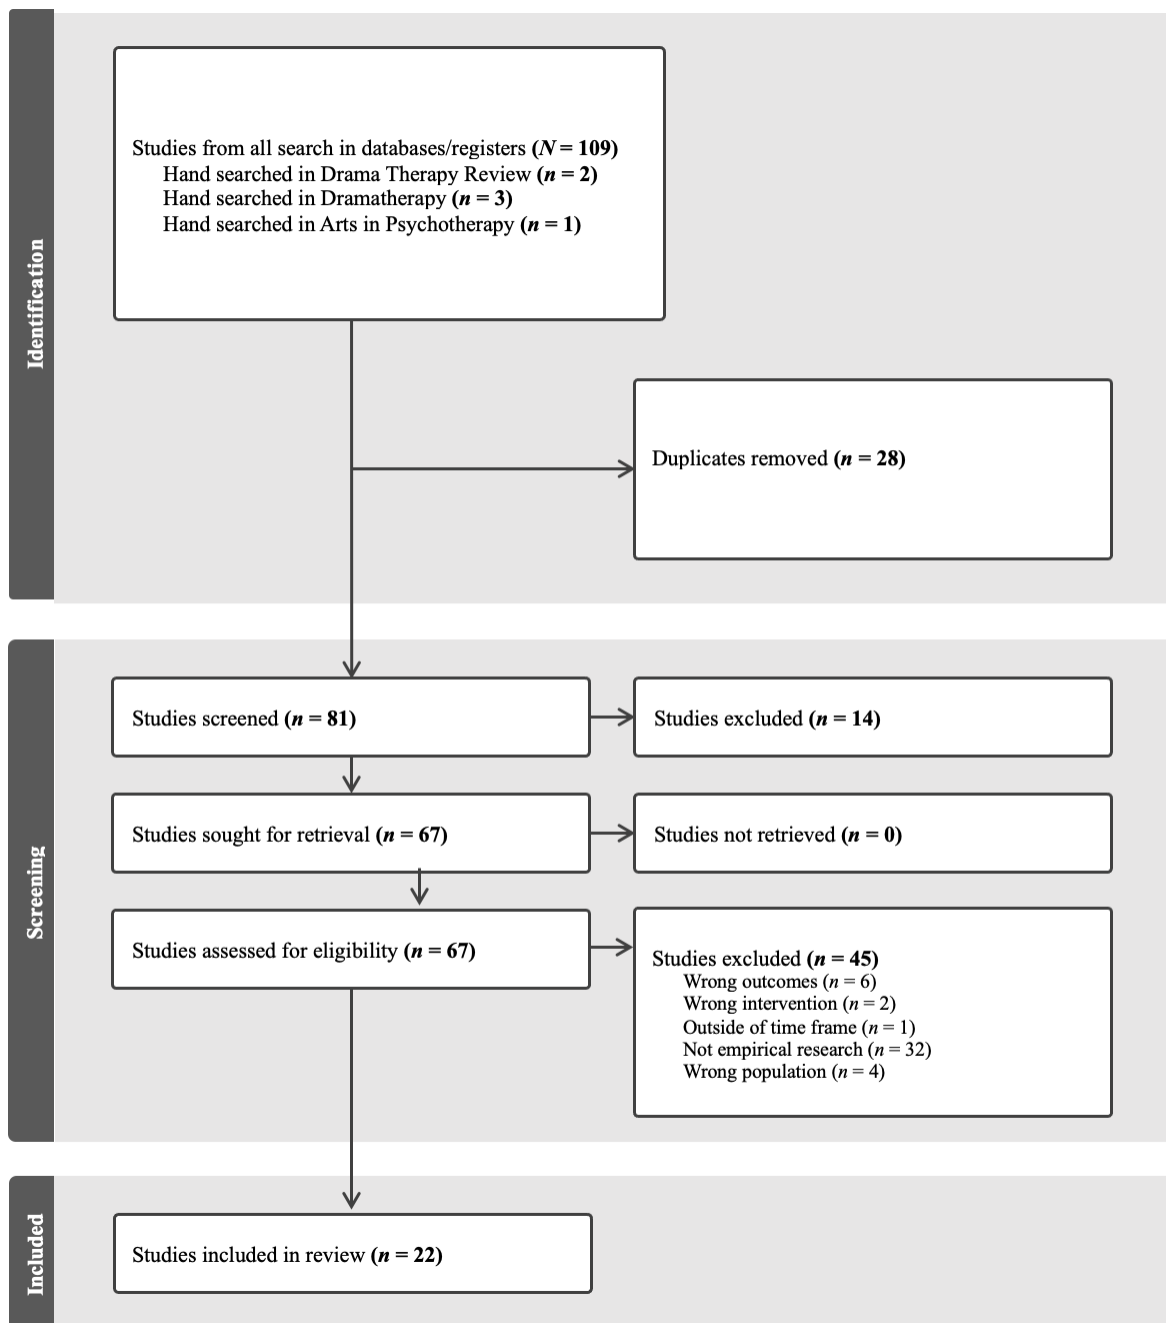 Identification
Studies from all search in databases/registers (N = 109)
Hand searched in Drama Therapy Review (n = 2)
Hand searched in Dramatherapy (n = 3)
Hand searched in Arts in Psychotherapy (n = 1)
Duplicates removed (n = 28)
Screening
Studies screened (n = 81)
Studies excluded (n = 14)
Studies sought for retrieval (n = 67)
Studies not retrieved (n = 0)
Studies assessed for eligibility (n = 67)
Studies excluded (n = 45)
Wrong outcomes (n = 6)
Wrong intervention (n = 2)
Outside of time frame (n = 1)
Not empirical research (n = 32)
Wrong population (n = 4)
Included
Studies included in review (n = 22)